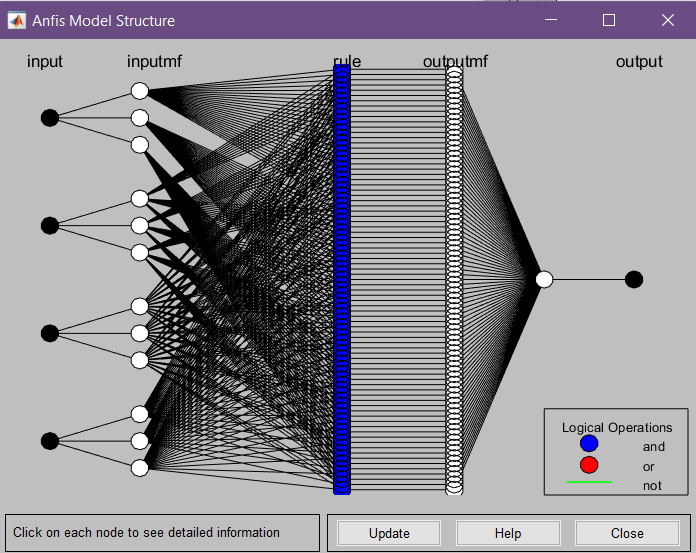 Anfis Model Structure
input inputmf rule outputmf output
Logical Operations
and
or
not
Click on each node to see detailed information
Update Help Close